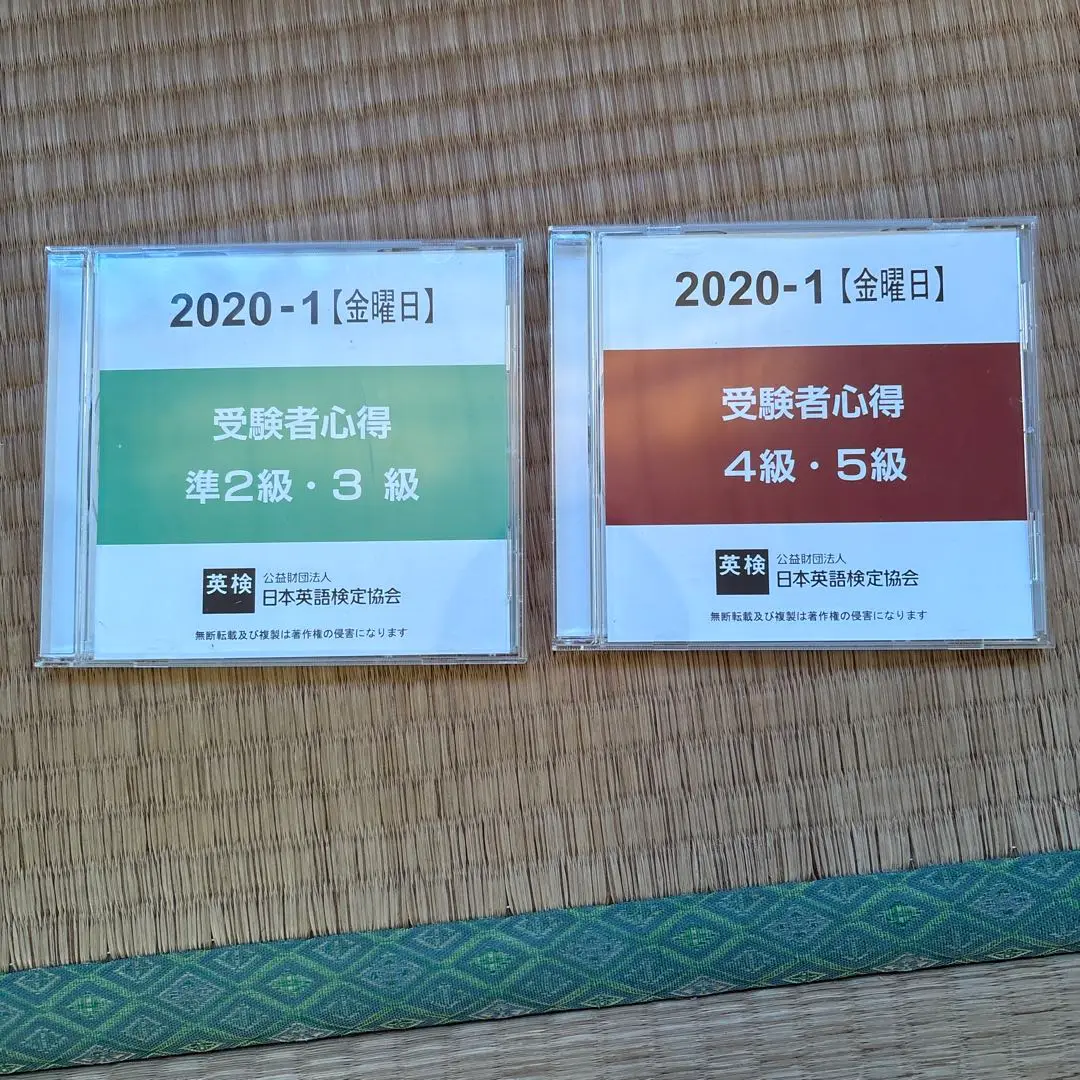 2020-1【金曜日】
受験者心得
準2級・3 級
英検
公益財団法人
日本英語検定協会
無断転載及び複製は著作権の侵害になります
2020-1【金曜日】
受験者心得
4級・5級
英検
公益財団法人
日本英語検定協会
無断転載及び複製は著作権の侵害になります